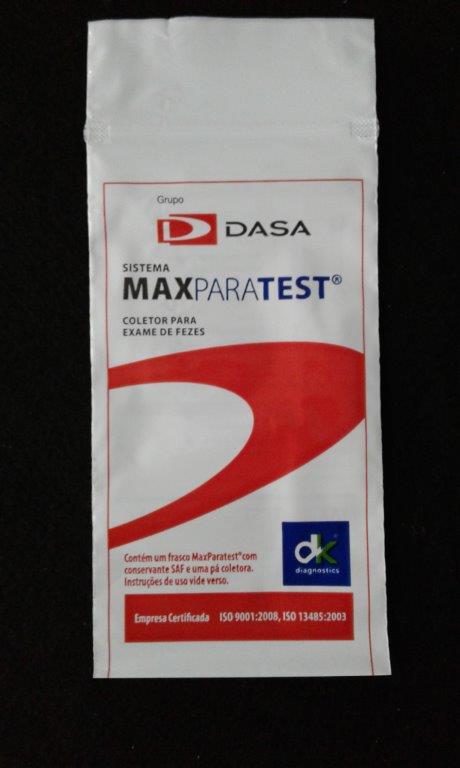 Grupo
DASA
SISTEMA
MAXPARATEST®
COLETOR PARA
EXAME DE FEZES
dk
diagnostics
Contém um frasco MaxParatest® com
conservante SAF e uma pá coletora.
Instruções de uso vide verso.
Empresa Certificada ISO 9001:2008, ISO 13485:2003